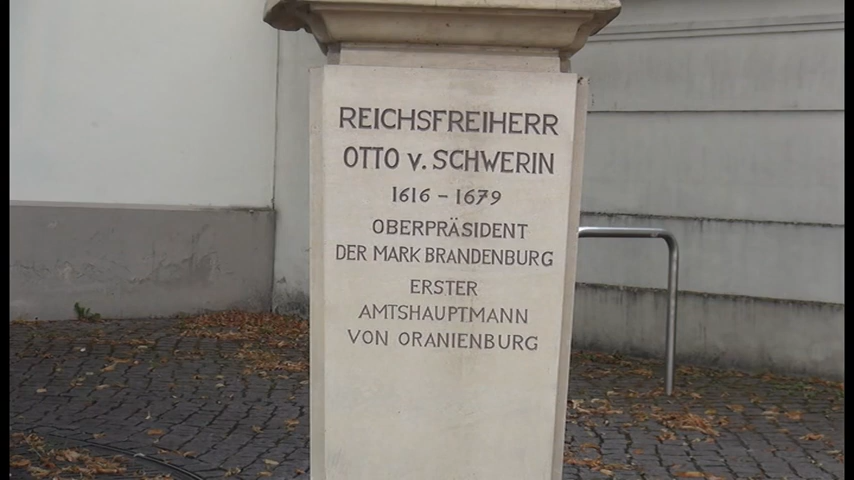 REICHSFREIHERR
OTTO v. SCHWERIN
1616 - 1679
OBERPRÄSIDENT
DER MARK BRANDENBURG
ERSTER
AMTSHAUPTMANN
VON ORANIENBURG